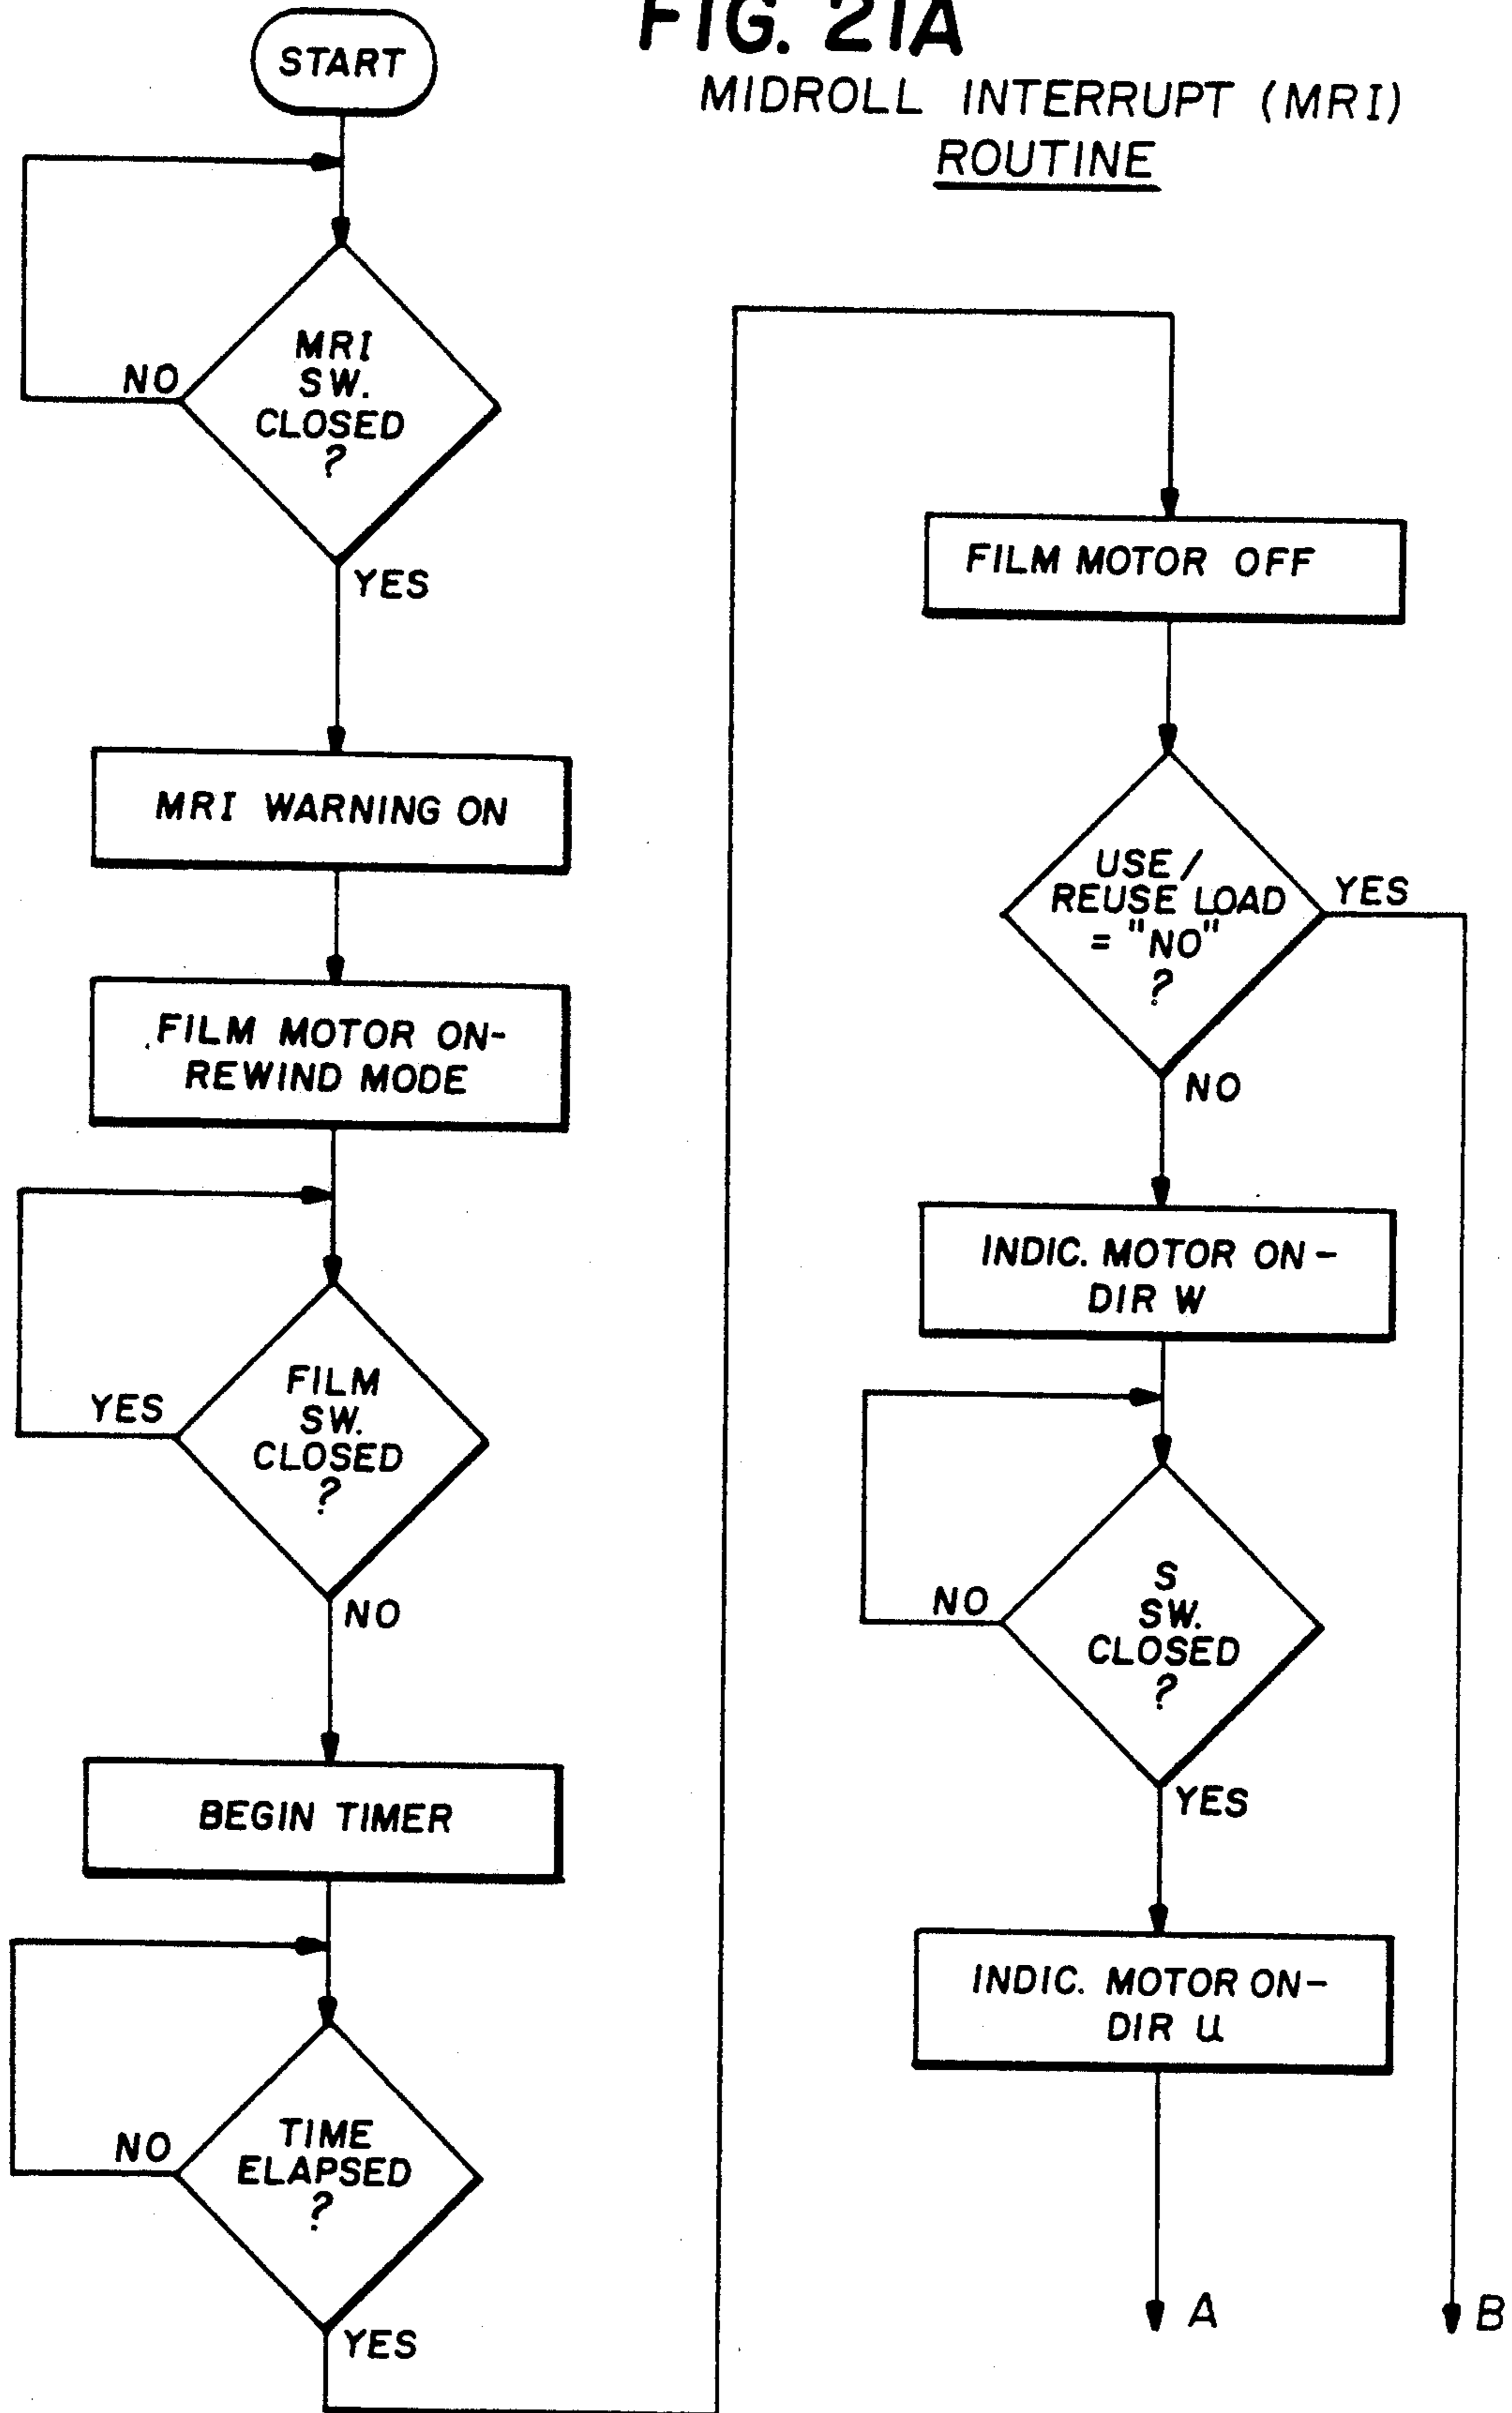 FIG. 21A
MIDROLL INTERRUPT (MRI)
ROUTINE
START
MRI
SW.
CLOSED
?
NO
YES
MRI WARNING ON
FILM MOTOR ON-
REWIND MODE
FILM
SW.
CLOSED
?
YES
NO
BEGIN TIMER
TIME
ELAPSED
?
NO
YES
FILM MOTOR OFF
USE /
REUSE LOAD
= "NO"
?
YES
NO
INDIC. MOTOR ON-
DIR W
S
SW.
CLOSED
?
NO
YES
INDIC. MOTOR ON-
DIR U
A
B